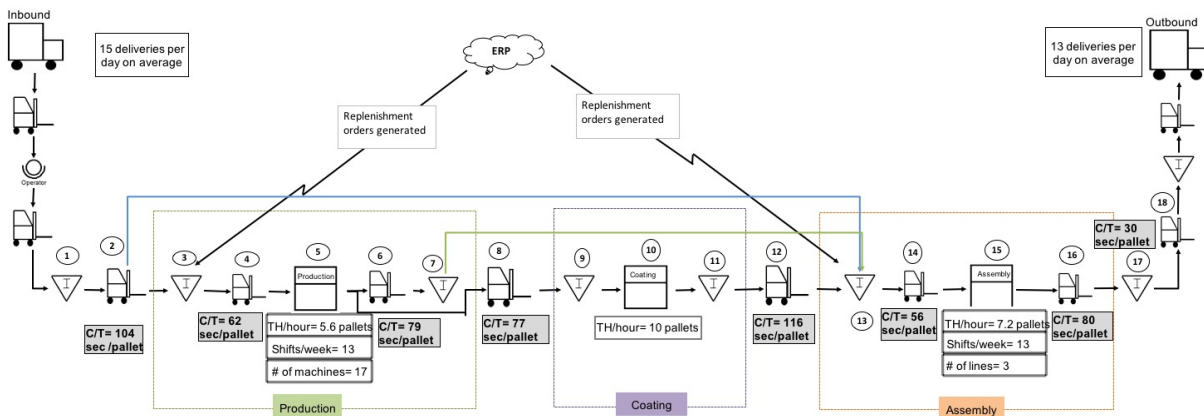 Inbound
15 deliveries per
day on average
ERP
13 deliveries per
day on average
Outbound
Replenishment
orders generated
Replenishment
orders generated
Operator
1
2
3
4
5
6
7
8
9
10
11
12
13
14
15
16
17
18
I
I
I
I
I
I
I
I
Production
Coating
Assembly
C/T= 104
sec /pallet
C/T= 62
sec/pallet
TH/hour= 5.6 pallets
Shifts/week= 13
# of machines= 17
C/T= 79
sec/pallet
C/T= 77
sec/pallet
TH/hour= 10 pallets
C/T= 116
sec/pallet
C/T= 56
sec/pallet
TH/hour= 7.2 pallets
Shifts/week= 13
# of lines= 3
C/T= 80
sec/pallet
C/T= 30
sec/pallet
Production
Coating
Assembly